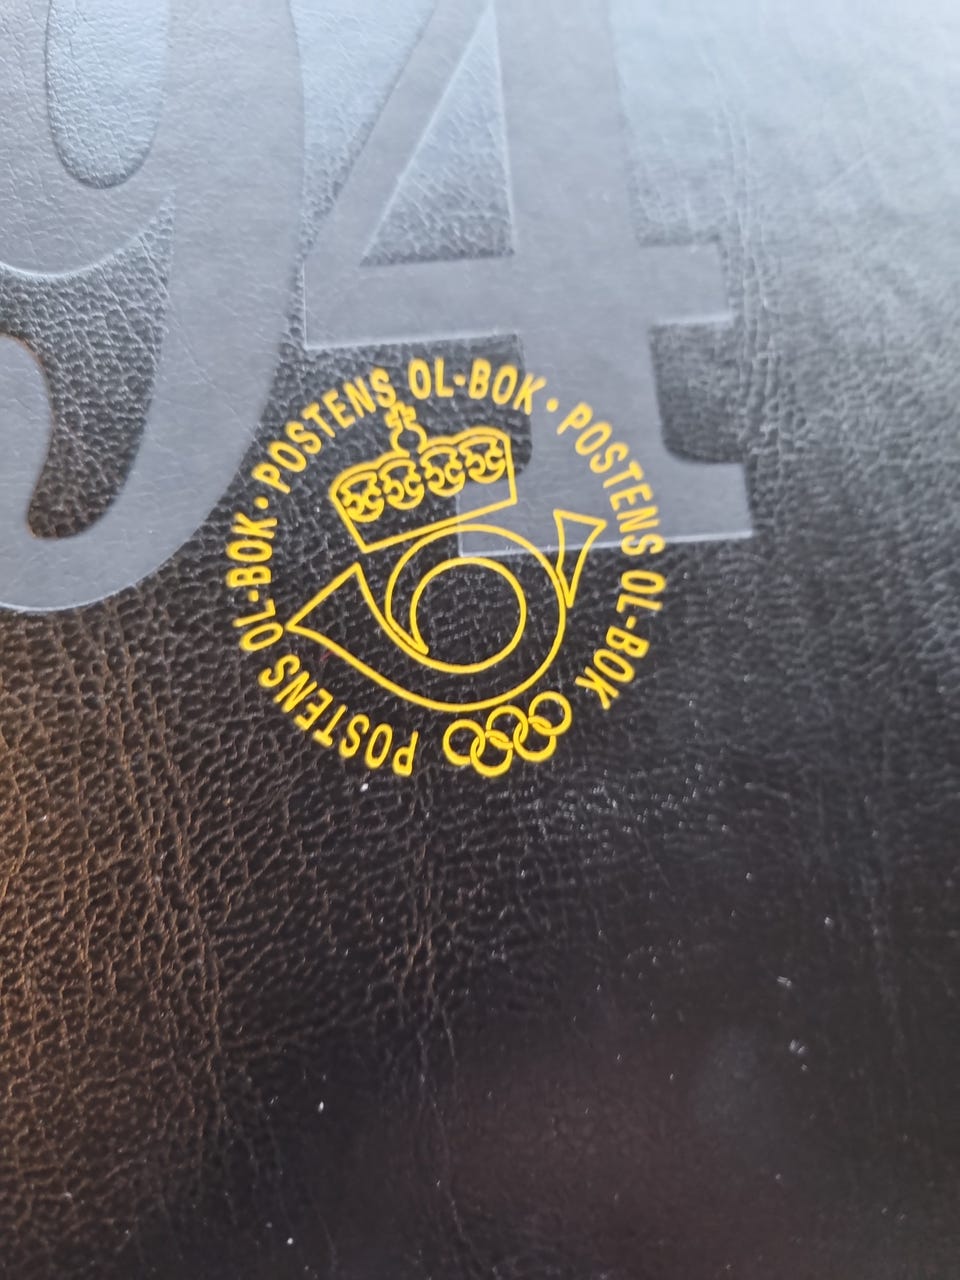 94
POSTENS OL-BOK · POSTENS OL-BOK · POSTENS OL-BOK